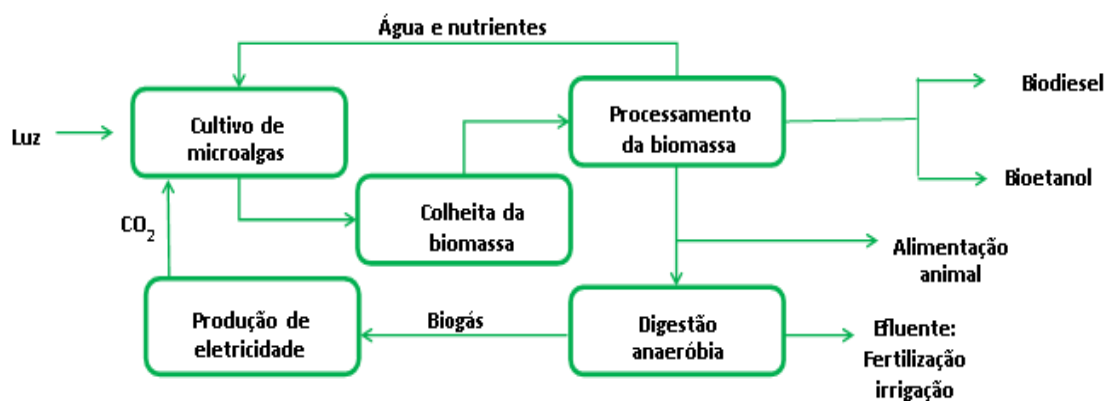 Água e nutrientes
Luz
Cultivo de
microalgas
Processamento
da biomassa
Biodiesel
Bioetanol
Colheita da
biomassa
CO₂
Alimentação
animal
Produção de
eletricidade
Biogás
Digestão
anaeróbia
Efluente:
Fertilização
irrigação